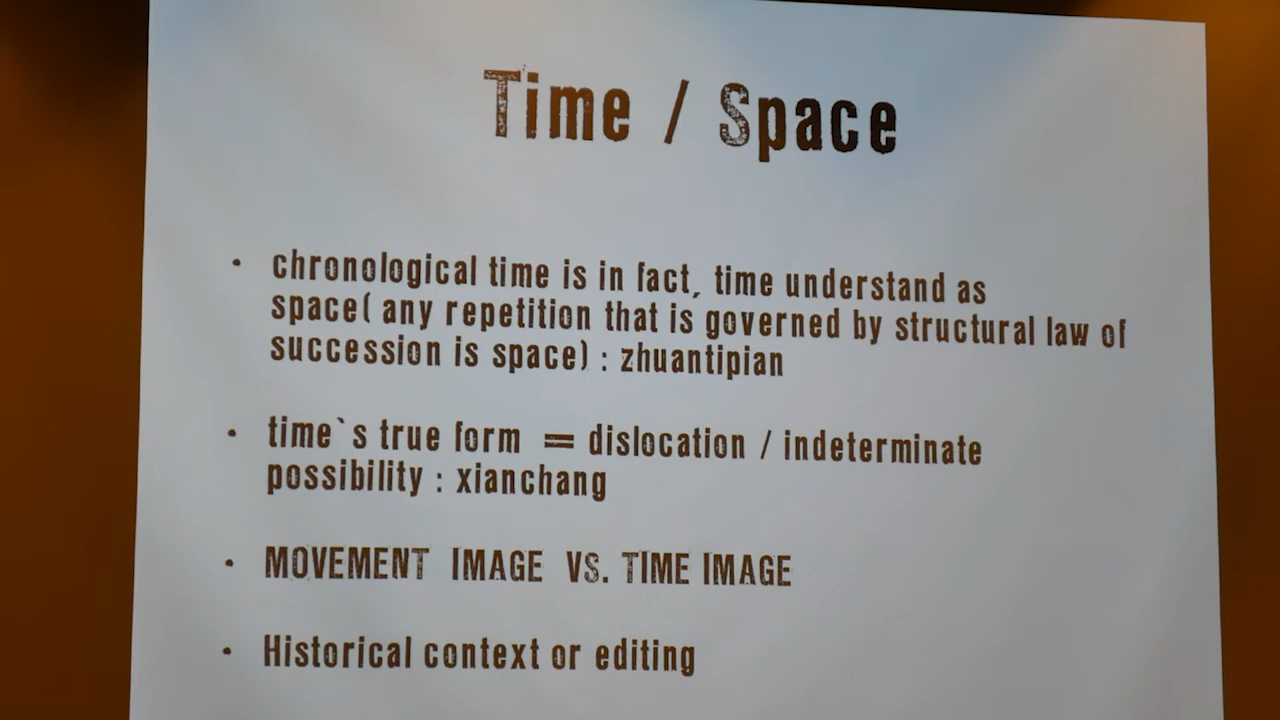 Time / Space
• chronological time is in fact, time understand as
space( any repetition that is governed by structural law of
succession is space) : zhuantipian
• time`s true form = dislocation / indeterminate
possibility : xianchang
• MOVEMENT IMAGE VS. TIME IMAGE
• Historical context or editing